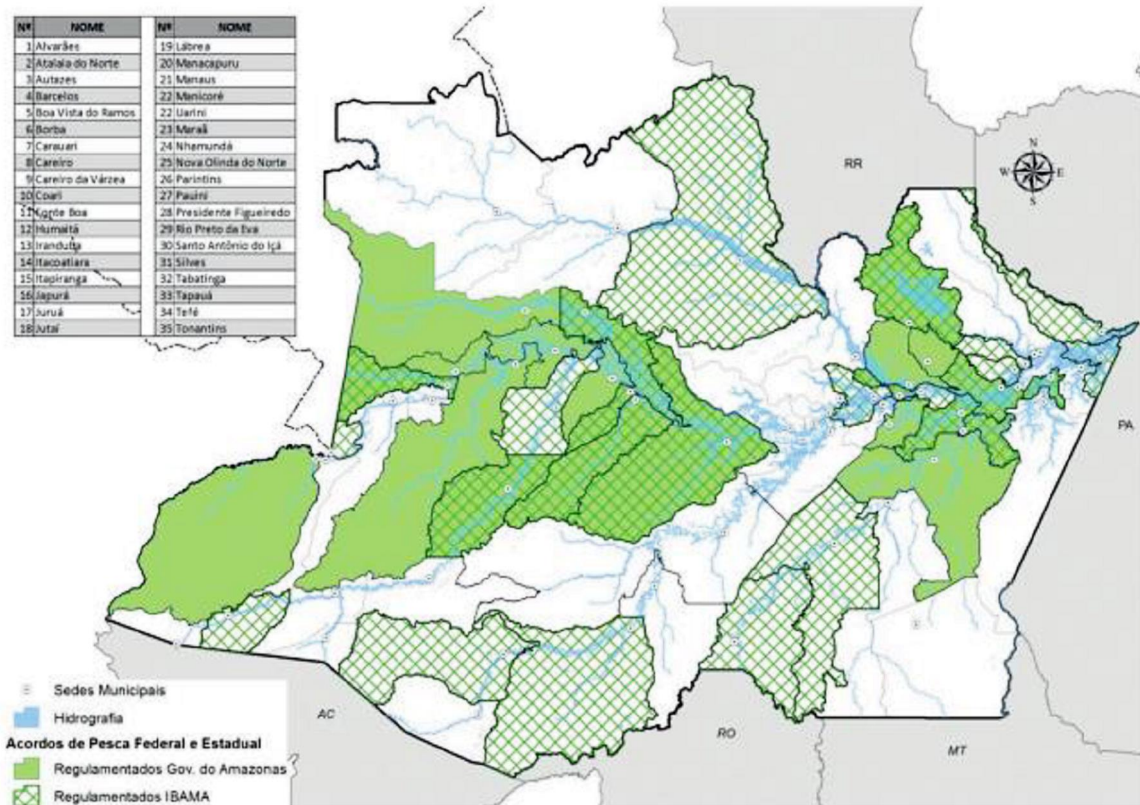 Nº NOME Nº NOME
1 Alvarães 19 Lábrea
2 Atalaia do Norte 20 Manacapuru
3 Autazes 21 Manaus
4 Barcelos 22 Manicoré
5 Boa Vista do Ramos 22 Uarini
6 Borba 23 Maraã
7 Carauari 24 Nhamundá
8 Careiro 25 Nova Olinda do Norte
9 Careiro da Várzea 26 Parintins
10 Coari 27 Pauini
11 Fonte Boa 28 Presidente Figueiredo
12 Humaitá 29 Rio Preto da Eva
13 Iranduba 30 Santo Antônio do Içá
14 Itacoatiara 31 Silves
15 Itapiranga 32 Tabatinga
16 Japurá 33 Tapauá
17 Juruá 34 Tefé
18 Jutaí 35 Tonantins
RR
N
W E
S
PA
AC
RO
MT
Sedes Municipais
Hidrografia
Acordos de Pesca Federal e Estadual
Regulamentados Gov. do Amazonas
Regulamentados IBAMA